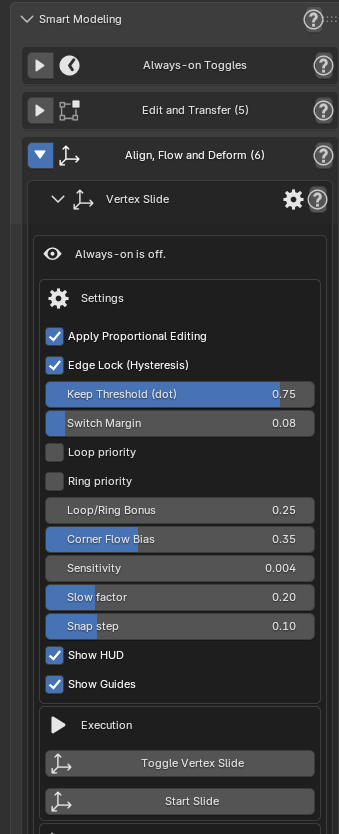 Smart Modeling
Always-on Toggles
Edit and Transfer (5)
Align, Flow and Deform (6)
Vertex Slide
Always-on is off.
Settings
Apply Proportional Editing
Edge Lock (Hysteresis)
Keep Threshold (dot) 0.75
Switch Margin 0.08
Loop priority
Ring priority
Loop/Ring Bonus 0.25
Corner Flow Bias 0.35
Sensitivity 0.004
Slow factor 0.20
Snap step 0.10
Show HUD
Show Guides
Execution
Toggle Vertex Slide
Start Slide